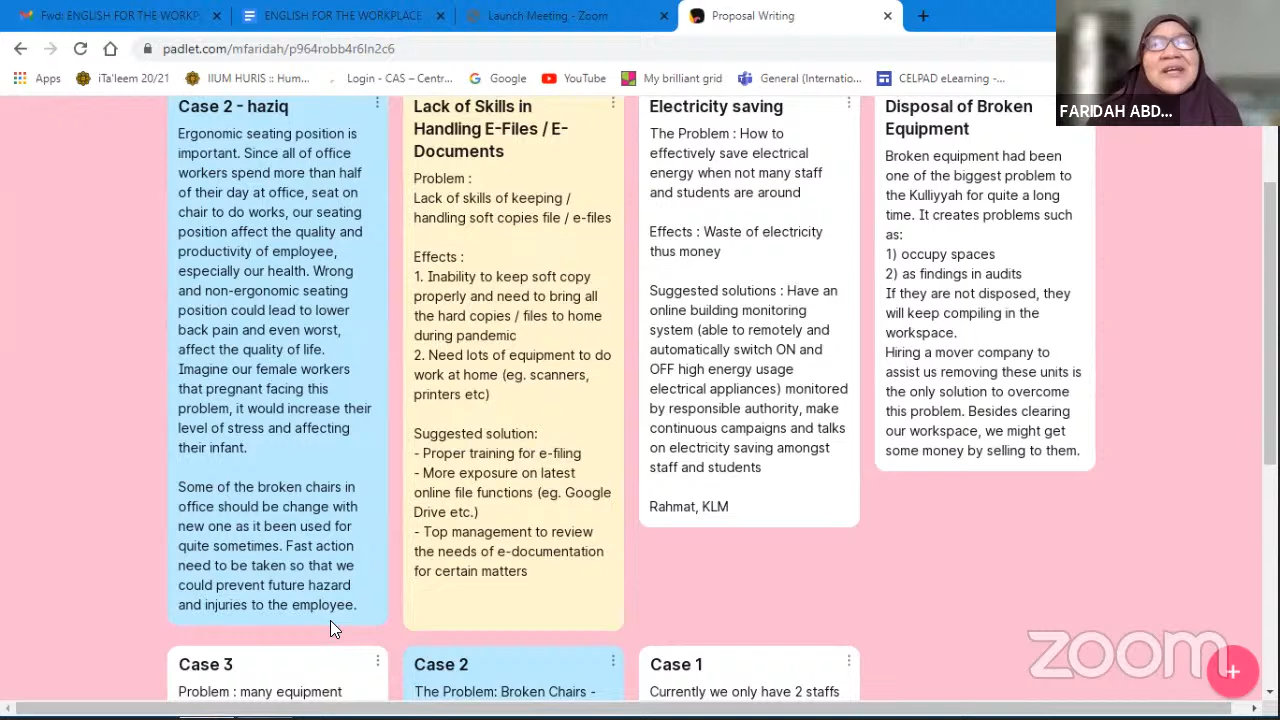 Fwd: ENGLISH FOR THE WORKP
ENGLISH FOR THE WORKPLACE
Launch Meeting - Zoom
Proposal Writing
padlet.com/mfaridah/p964robb4r6ln2c6
Apps
iTa'leem 20/21
IIUM HURIS :: Hum...
Login - CAS – Centr...
Google
YouTube
My brilliant grid
General (Internatio...
CELPAD eLearning -...
FARIDAH ABD...
Case 2 - haziq
Ergonomic seating position is
important. Since all of office
workers spend more than half
of their day at office, seat on
chair to do works, our seating
position affect the quality and
productivity of employee,
especially our health. Wrong
and non-ergonomic seating
position could lead to lower
back pain and even worst,
affect the quality of life.
Imagine our female workers
that pregnant facing this
problem, it would increase their
level of stress and affecting
their infant.
Some of the broken chairs in
office should be change with
new one as it been used for
quite sometimes. Fast action
need to be taken so that we
could prevent future hazard
and injuries to the employee.
Lack of Skills in
Handling E-Files / E-
Documents
Problem :
Lack of skills of keeping /
handling soft copies file / e-files
Effects :
1. Inability to keep soft copy
properly and need to bring all
the hard copies / files to home
during pandemic
2. Need lots of equipment to do
work at home (eg. scanners,
printers etc)
Suggested solution:
- Proper training for e-filing
- More exposure on latest
online file functions (eg. Google
Drive etc.)
- Top management to review
the needs of e-documentation
for certain matters
Electricity saving
The Problem : How to
effectively save electrical
energy when not many staff
and students are around
Effects : Waste of electricity
thus money
Suggested solutions : Have an
online building monitoring
system (able to remotely and
automatically switch ON and
OFF high energy usage
electrical appliances) monitored
by responsible authority, make
continuous campaigns and talks
on electricity saving amongst
staff and students
Rahmat, KLM
Disposal of Broken
Equipment
Broken equipment had been
one of the biggest problem to
the Kulliyyah for quite a long
time. It creates problems such
as:
1) occupy spaces
2) as findings in audits
If they are not disposed, they
will keep compiling in the
workspace.
Hiring a mover company to
assist us removing these units is
the only solution to overcome
this problem. Besides clearing
our workspace, we might get
some money by selling to them.
Case 3
Problem : many equipment
Case 2
The Problem: Broken Chairs -
Case 1
Currently we only have 2 staffs
zoom